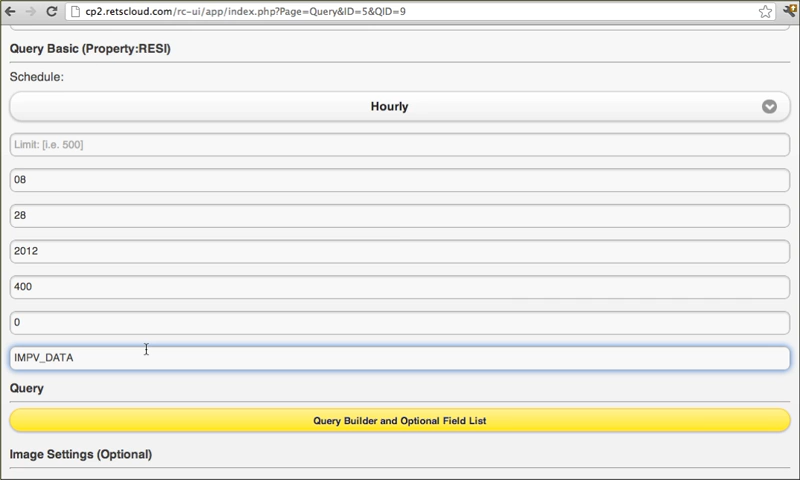 cp2.retscloud.com/rc-ui/app/index.php?Page=Query&ID=5&QID=9
Query Basic (Property:RESI)
Schedule:
Hourly
Limit: [i.e. 500]
08
28
2012
400
0
IMPV_DATA
Query
Query Builder and Optional Field List
Image Settings (Optional)